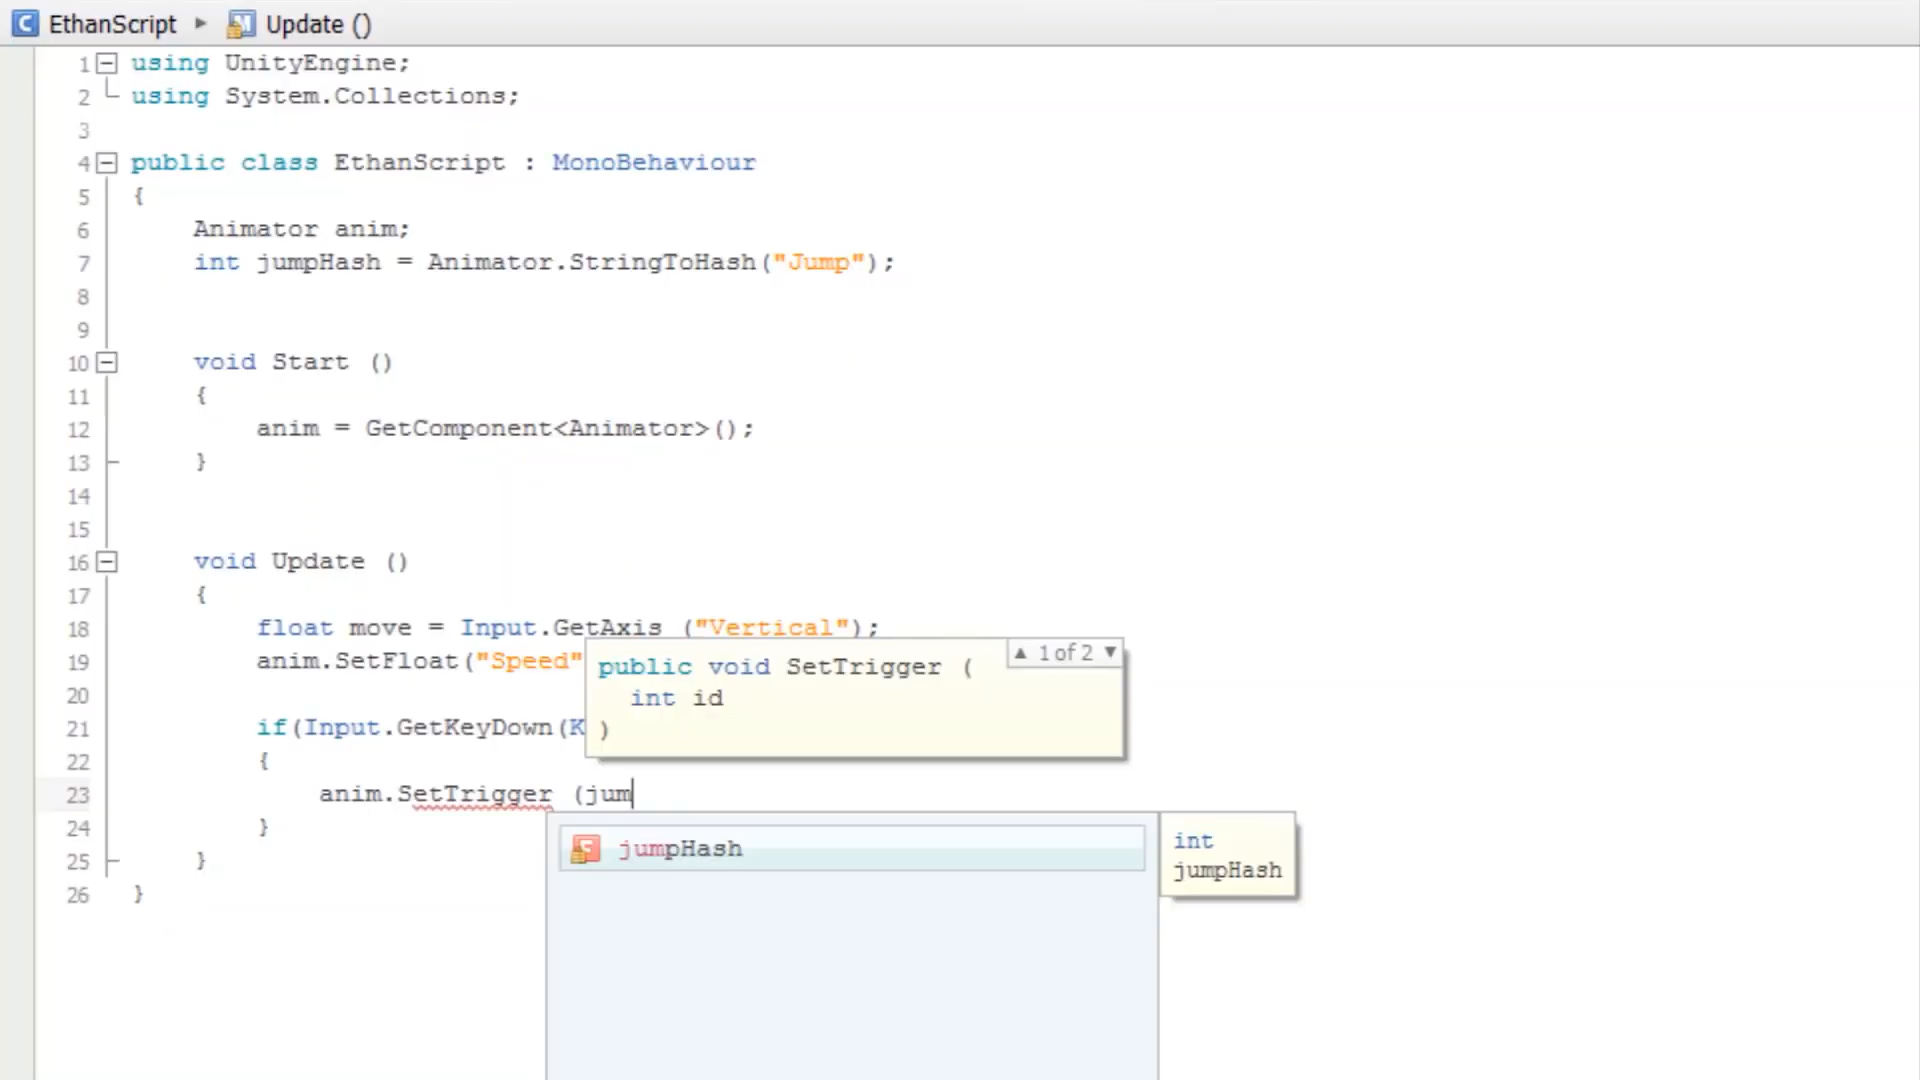 EthanScript ▶ Update ()
1 using UnityEngine;
2 using System.Collections;
3
4 public class EthanScript : MonoBehaviour
5 {
6 Animator anim;
7 int jumpHash = Animator.StringToHash("Jump");
8
9
10 void Start ()
11 {
12 anim = GetComponent<Animator>();
13 }
14
15
16 void Update ()
17 {
18 float move = Input.GetAxis ("Vertical");
19 anim.SetFloat("Speed"
20
21 if(Input.GetKeyDown(K
22 {
23 anim.SetTrigger (jum
24 }
25 }
26 }
▲ 1 of 2 ▼
public void SetTrigger (
int id
)
jumpHash
int
jumpHash